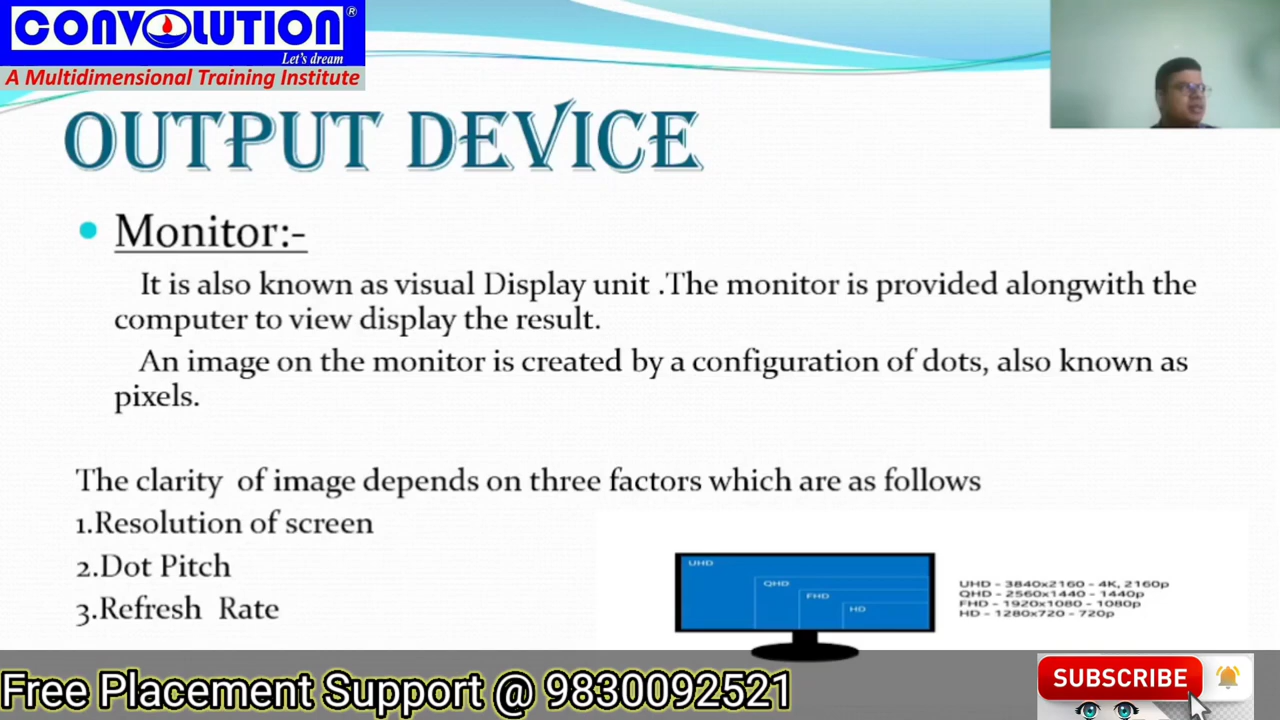 CONVOLUTION®
Let's dream
A Multidimensional Training Institute
OUTPUT DEVICE
• Monitor:-
It is also known as visual Display unit .The monitor is provided alongwith the
computer to view display the result.
An image on the monitor is created by a configuration of dots, also known as
pixels.
The clarity of image depends on three factors which are as follows
1.Resolution of screen
2.Dot Pitch
3.Refresh Rate
UHD
QHD
FHD
HD
UHD - 3840x2160 - 4K, 2160p
QHD - 2560x1440 - 1440p
FHD - 1920x1080 - 1080p
HD - 1280x720 - 720p
Free Placement Support @ 9830092521
SUBSCRIBE